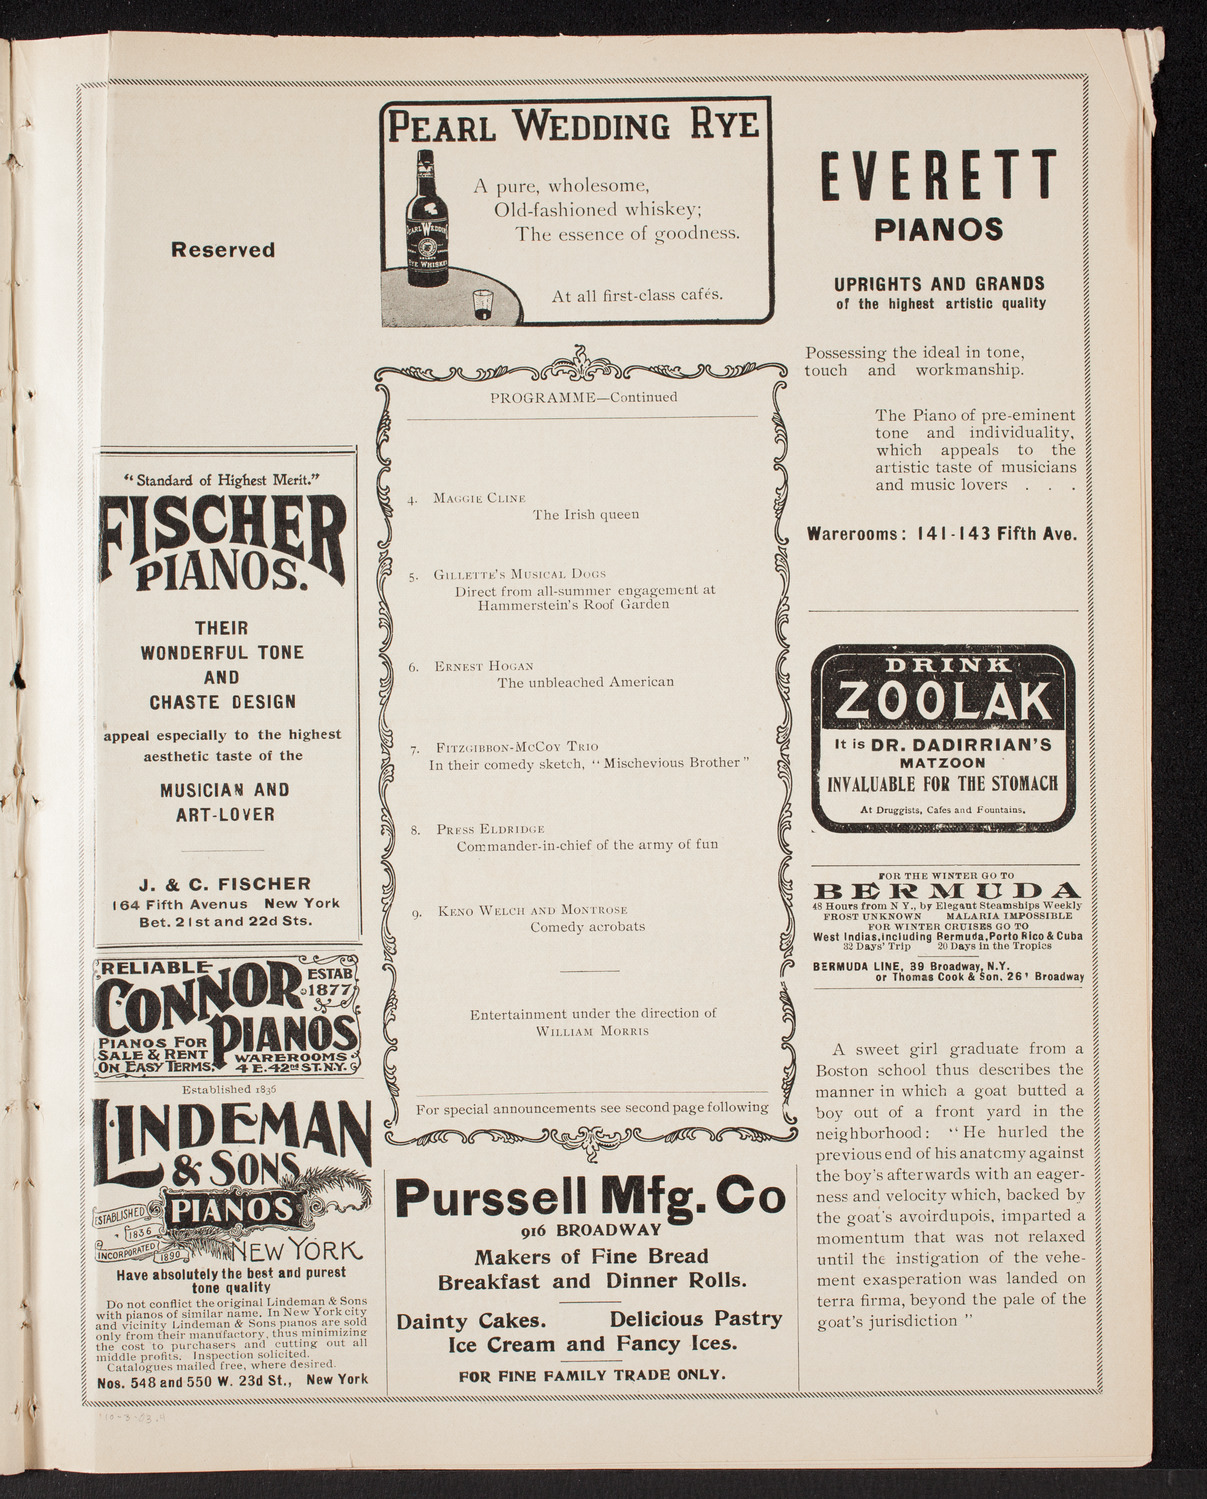 Reserved
"Standard of Highest Merit."
FISCHER
PIANOS.
THEIR
WONDERFUL TONE
AND
CHASTE DESIGN
appeal especially to the highest
aesthetic taste of the
MUSICIAN AND
ART-LOVER
J. & C. FISCHER
164 Fifth Avenus New York
Bet. 21st and 22d Sts.
RELIABLE
CONNOR
PIANOS
ESTAB
1877
PIANOS FOR
SALE & RENT
ON EASY TERMS.
WAREROOMS
4 E. 42nd ST. N.Y.
Established 1836
LINDEMAN
& SONS
PIANOS
ESTABLISHED
1836
INCORPORATED
1890
NEW YORK
Have absolutely the best and purest
tone quality
Do not conflict the original Lindeman & Sons
with pianos of similar name. In New York city
and vicinity Lindeman & Sons pianos are sold
only from their manufactory, thus minimizing
the cost to purchasers and cutting out all
middle profits. Inspection solicited.
Catalogues mailed free, where desired.
Nos. 548 and 550 W. 23d St., New York
PEARL WEDDING RYE
A pure, wholesome,
Old-fashioned whiskey;
The essence of goodness.
At all first-class cafés.
PEARL WEDDING
RYE WHISKEY
PROGRAMME—Continued
4. MAGGIE CLINE
The Irish queen
5. GILLETTE'S MUSICAL DOGS
Direct from all-summer engagement at
Hammerstein's Roof Garden
6. ERNEST HOGAN
The unbleached American
7. FITZGIBBON-MCCOY TRIO
In their comedy sketch, "Mischevious Brother"
8. PRESS ELDRIDGE
Commander-in-chief of the army of fun
9. KENO WELCH AND MONTROSE
Comedy acrobats
Entertainment under the direction of
WILLIAM MORRIS
For special announcements see second page following
Purssell Mfg. Co
916 BROADWAY
Makers of Fine Bread
Breakfast and Dinner Rolls.
Dainty Cakes. Delicious Pastry
Ice Cream and Fancy Ices.
FOR FINE FAMILY TRADE ONLY.
EVERETT
PIANOS
UPRIGHTS AND GRANDS
of the highest artistic quality
Possessing the ideal in tone,
touch and workmanship.
The Piano of pre-eminent
tone and individuality,
which appeals to the
artistic taste of musicians
and music lovers . . .
Warerooms: 141-143 Fifth Ave.
DRINK
ZOOLAK
It is DR. DADIRRIAN'S
MATZOON
INVALUABLE FOR THE STOMACH
At Druggists, Cafes and Fountains.
FOR THE WINTER GO TO
BERMUDA
48 Hours from N Y., by Elegant Steamships Weekly
FROST UNKNOWN MALARIA IMPOSSIBLE
FOR WINTER CRUISES GO TO
West Indias, including Bermuda, Porto Rico & Cuba
32 Days' Trip 20 Days in the Tropics
BERMUDA LINE, 39 Broadway, N.Y.
or Thomas Cook & Son. 261 Broadway
A sweet girl graduate from a
Boston school thus describes the
manner in which a goat butted a
boy out of a front yard in the
neighborhood: "He hurled the
previous end of his anatomy against
the boy's afterwards with an eager-
ness and velocity which, backed by
the goat's avoirdupois, imparted a
momentum that was not relaxed
until the instigation of the vehe-
ment exasperation was landed on
terra firma, beyond the pale of the
goat's jurisdiction "